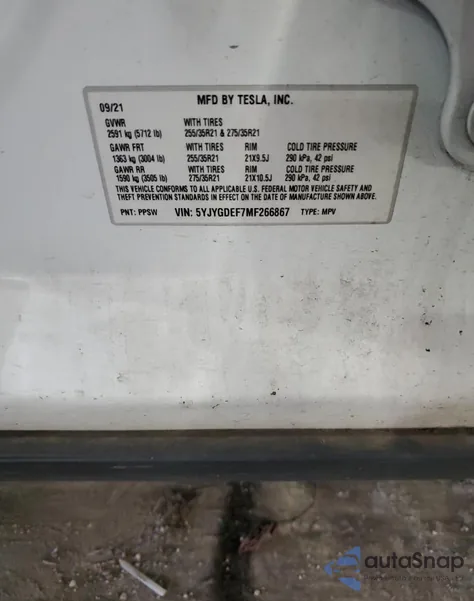 09/21 MFD BY TESLA, INC.
GVWR WITH TIRES
2591 kg (5712 lb) 255/35R21 & 275/35R21
GAWR FRT WITH TIRES RIM COLD TIRE PRESSURE
1363 kg (3004 lb) 255/35R21 21X9.5J 290 kPa, 42 psi
GAWR RR WITH TIRES RIM COLD TIRE PRESSURE
1590 kg (3505 lb) 275/35R21 21X10.5J 290 kPa, 42 psi
THIS VEHICLE CONFORMS TO ALL APPLICABLE U.S. FEDERAL MOTOR VEHICLE SAFETY AND
THEFT PREVENTION STANDARDS IN EFFECT ON THE DATE OF MANUFACTURE SHOWN ABOVE.
PNT: PPSW VIN: 5YJYGDEF7MF266867 TYPE: MPV
autoSnap